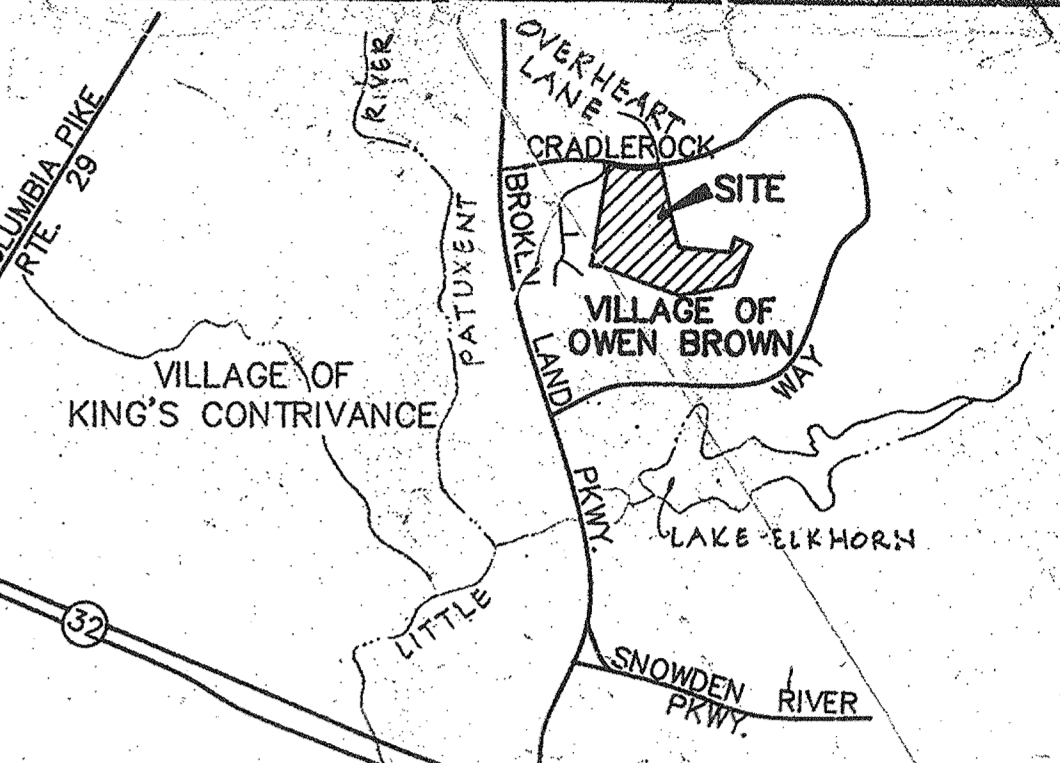 OVERHEART
LANE
RIVER
COLUMBIA PIKE
RTE. 29
CRADLEROCK
SITE
BROKEN
PATUXENT
VILLAGE OF
OWEN BROWN
LAND
WAY
VILLAGE OF
KING'S CONTRIVANCE
PKWY.
LAKE ELKHORN
LITTLE
32
SNOWDEN RIVER
PKWY.